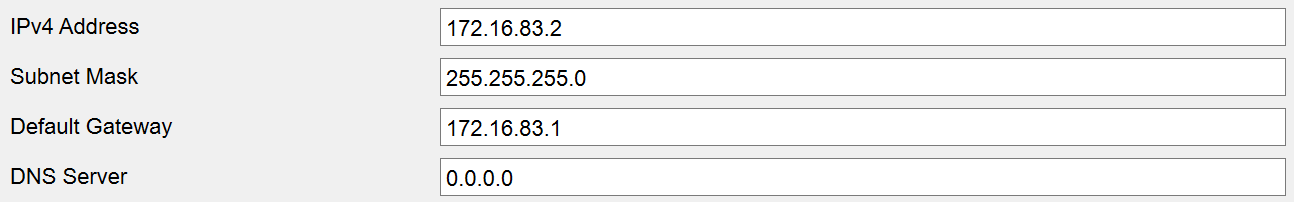 IPv4 Address 172.16.83.2
Subnet Mask 255.255.255.0
Default Gateway 172.16.83.1
DNS Server 0.0.0.0